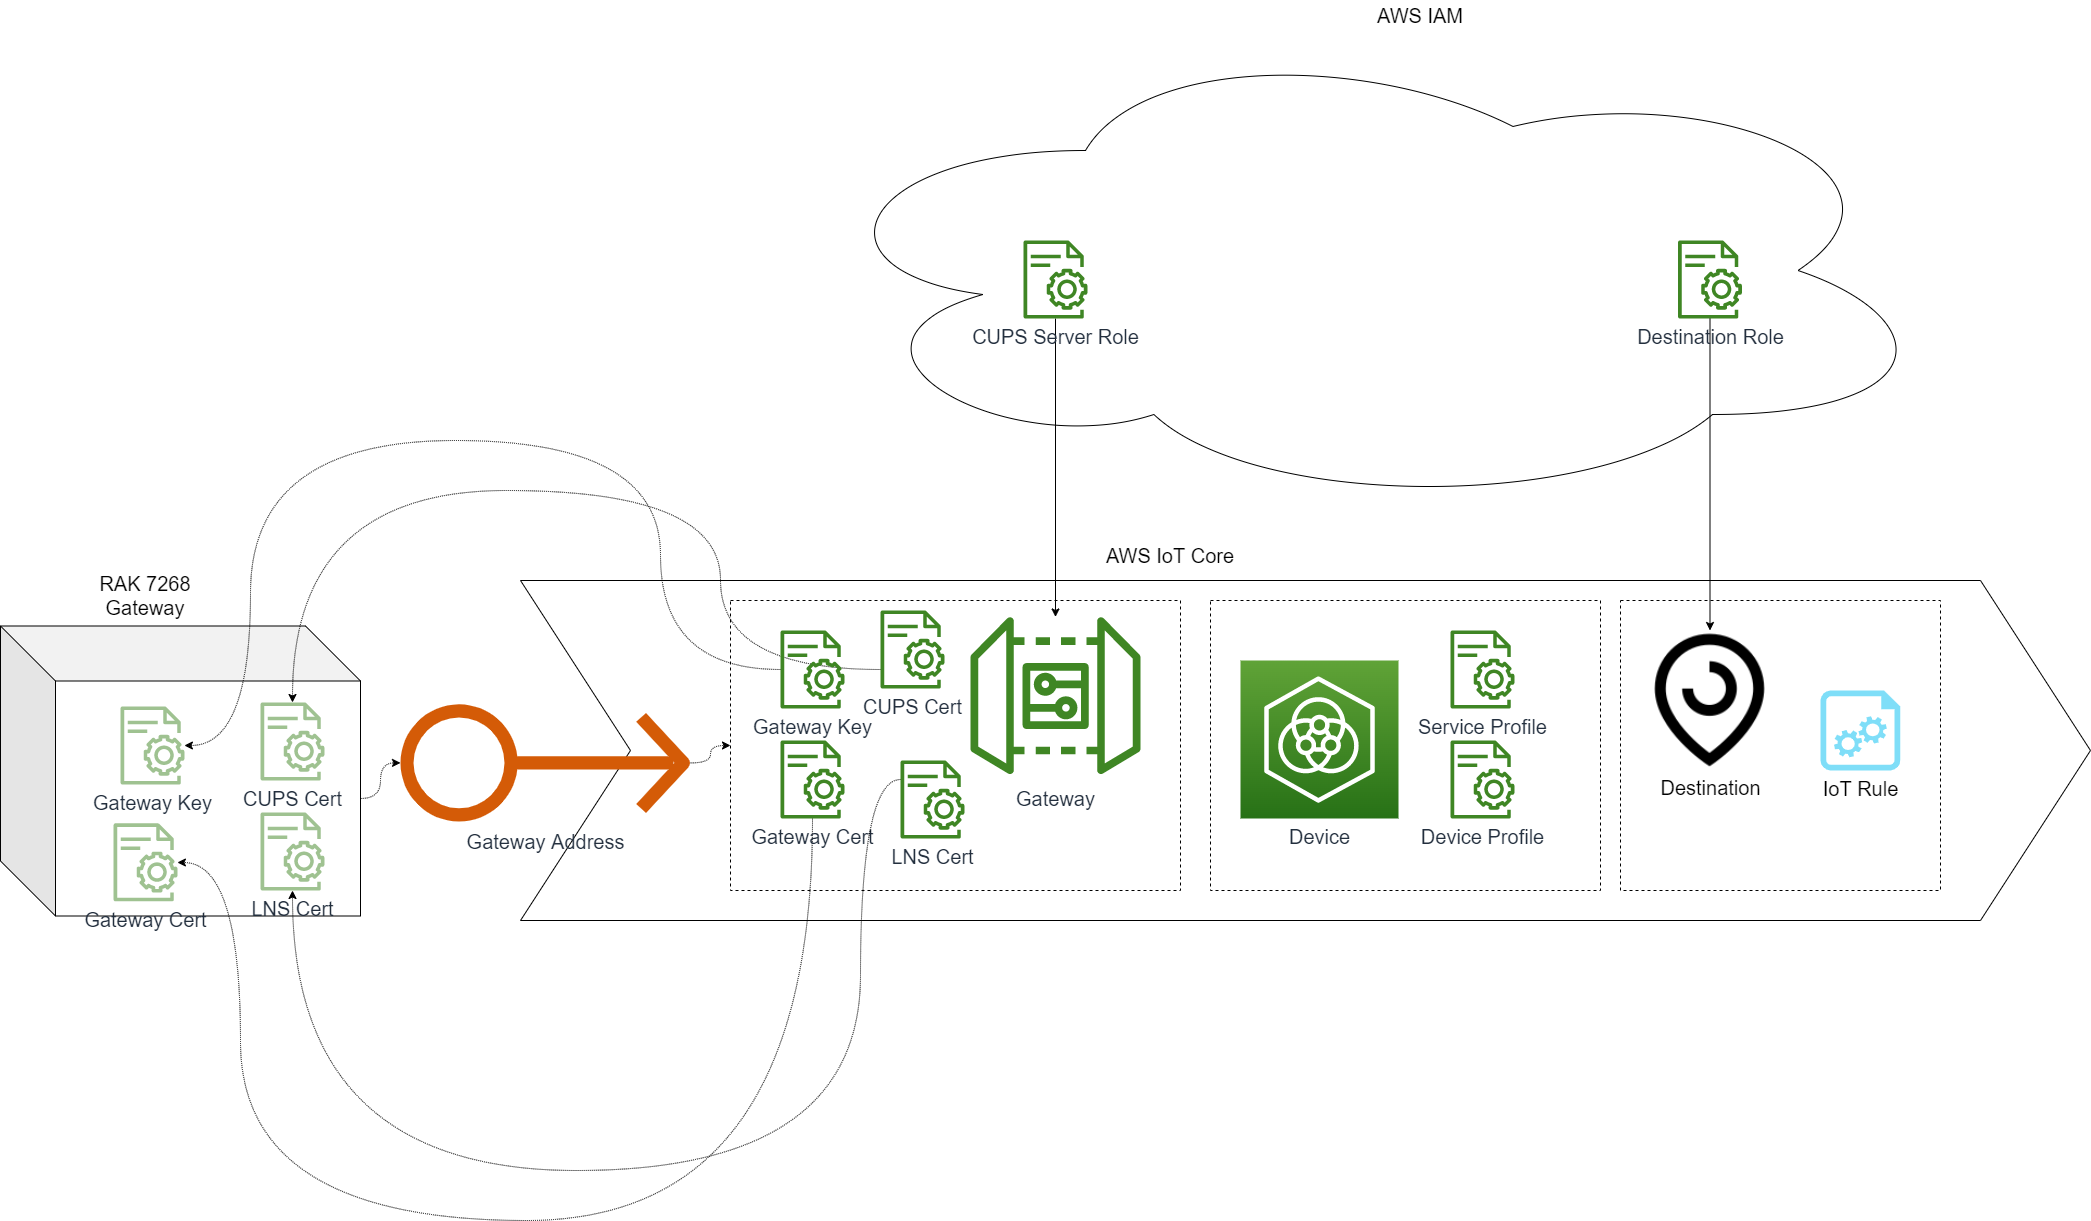 AWS IAM
CUPS Server Role
Destination Role
AWS IoT Core
RAK 7268
Gateway
Gateway Key
CUPS Cert
Gateway Cert
LNS Cert
Gateway Address
Gateway Key
CUPS Cert
Gateway Cert
LNS Cert
Gateway
Service Profile
Device
Device Profile
Destination
IoT Rule